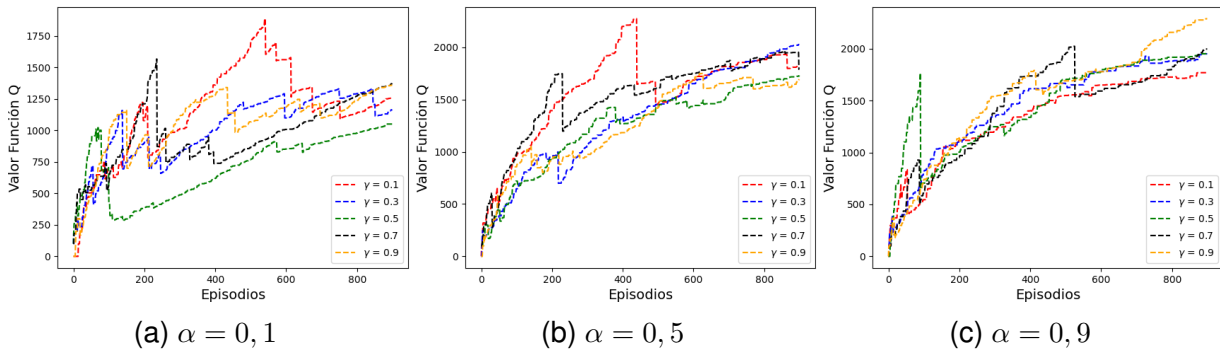 Valor Función Q
1750
1500
1250
1000
750
500
250
0
0
200
400
600
800
Episodios
γ = 0.1
γ = 0.3
γ = 0.5
γ = 0.7
γ = 0.9
(a) α = 0, 1
Valor Función Q
2000
1500
1000
500
0
0
200
400
600
800
Episodios
γ = 0.1
γ = 0.3
γ = 0.5
γ = 0.7
γ = 0.9
(b) α = 0, 5
Valor Función Q
2000
1500
1000
500
0
0
200
400
600
800
Episodios
γ = 0.1
γ = 0.3
γ = 0.5
γ = 0.7
γ = 0.9
(c) α = 0, 9